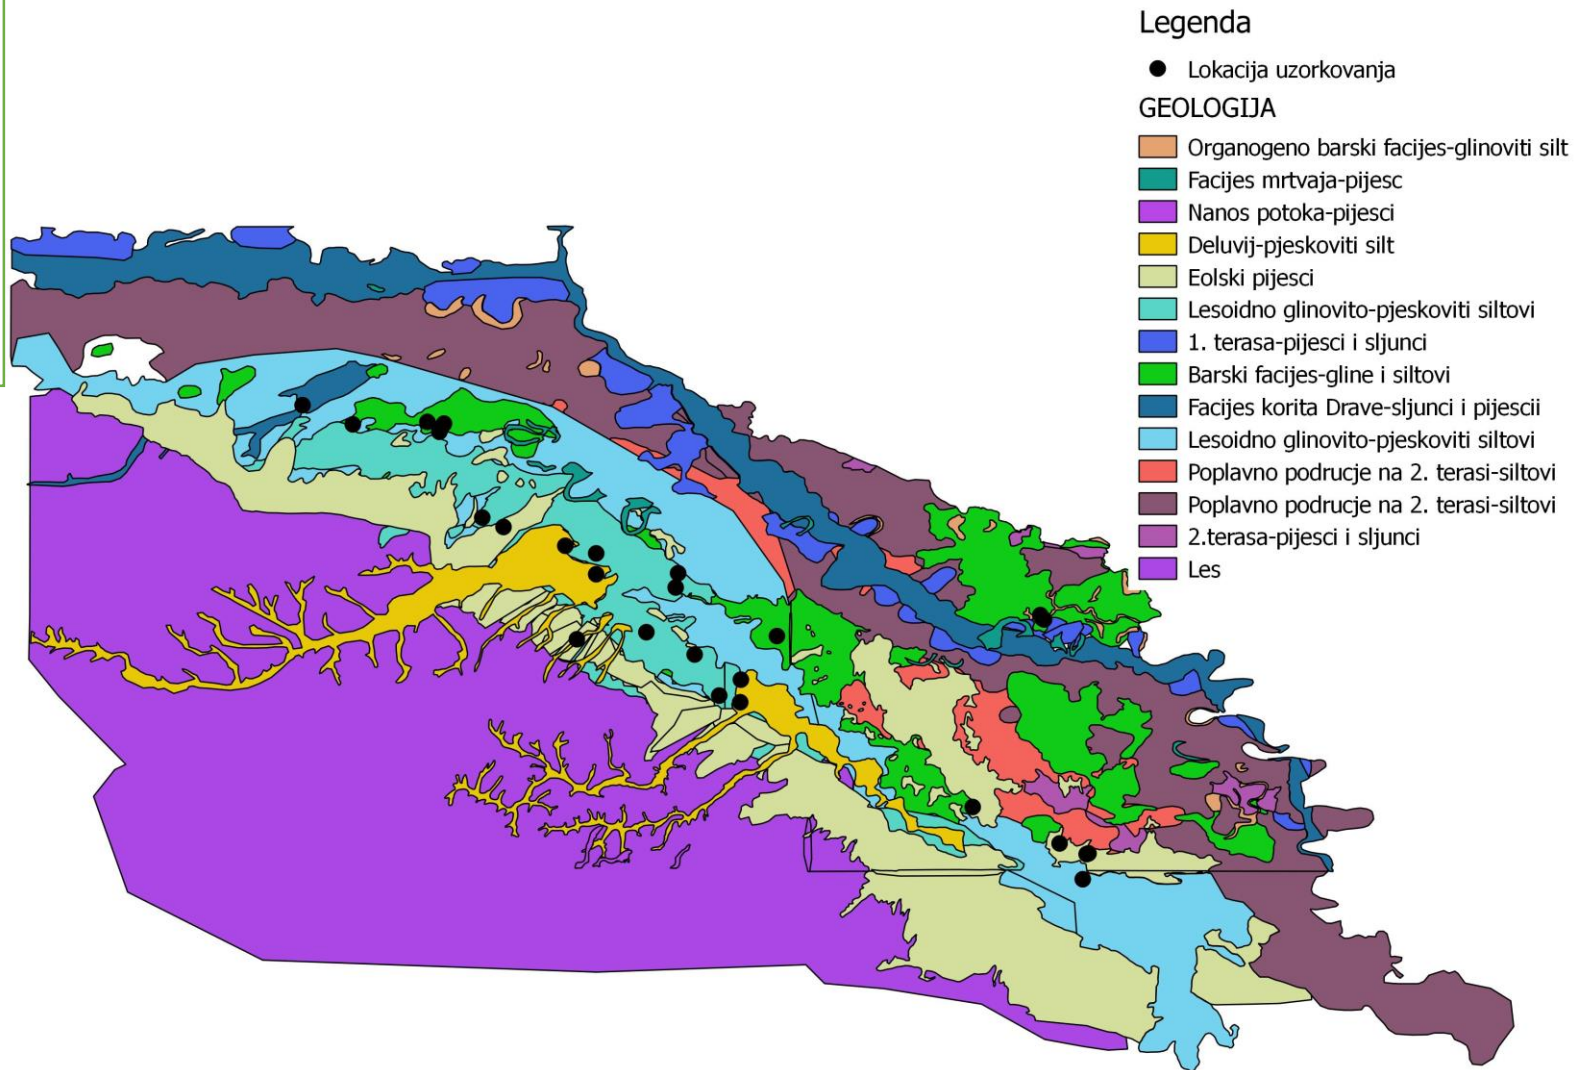 Legenda
Lokacija uzorkovanja
GEOLOGIJA
Organogeno barski facijes-glinoviti silt
Facijes mrtvaja-pijesc
Nanos potoka-pijesci
Deluvij-pjeskoviti silt
Eolski pijesci
Lesoidno glinovito-pjeskoviti siltovi
1. terasa-pijesci i sljunci
Barski facijes-gline i siltovi
Facijes korita Drave-sljunci i pijescii
Lesoidno glinovito-pjeskoviti siltovi
Poplavno podrucje na 2. terasi-siltovi
Poplavno podrucje na 2. terasi-siltovi
2.terasa-pijesci i sljunci
Les